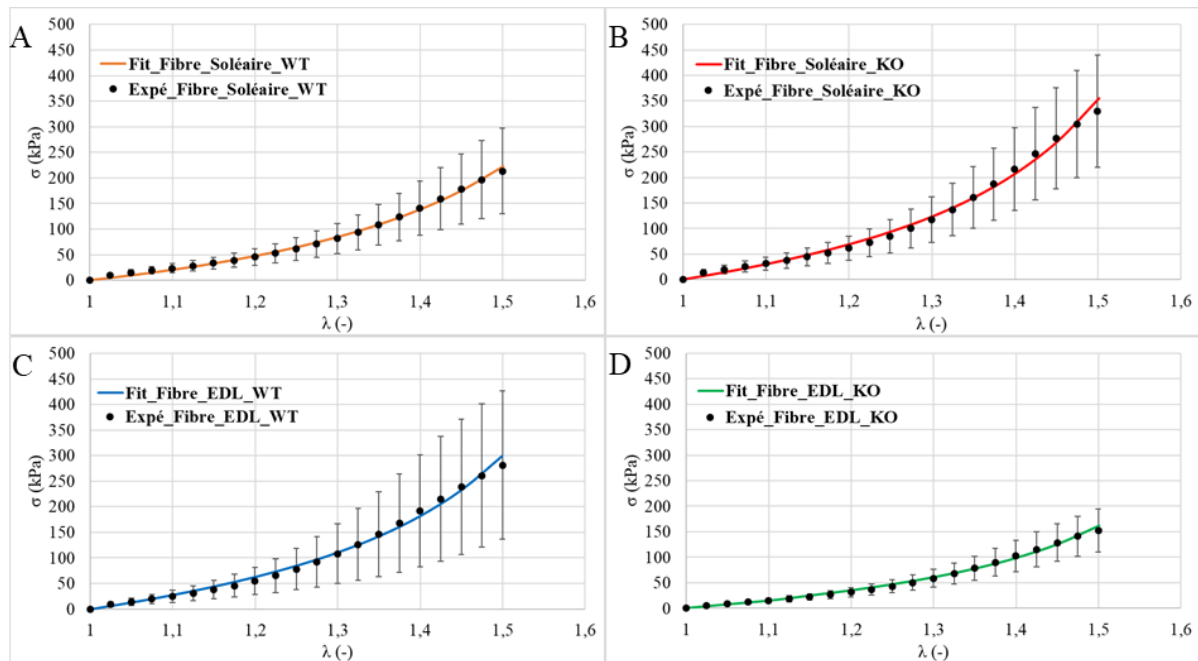 A
500
450
400
350
300
250
200
150
100
50
0
σ (kPa)
Fit_Fibre_Soléaire_WT
Expé_Fibre_Soléaire_WT
1 1,1 1,2 1,3 1,4 1,5 1,6
λ (-)
B
500
450
400
350
300
250
200
150
100
50
0
σ (kPa)
Fit_Fibre_Soléaire_KO
Expé_Fibre_Soléaire_KO
1 1,1 1,2 1,3 1,4 1,5 1,6
λ (-)
C
500
450
400
350
300
250
200
150
100
50
0
σ (kPa)
Fit_Fibre_EDL_WT
Expé_Fibre_EDL_WT
1 1,1 1,2 1,3 1,4 1,5 1,6
λ (-)
D
500
450
400
350
300
250
200
150
100
50
0
σ (kPa)
Fit_Fibre_EDL_KO
Expé_Fibre_EDL_KO
1 1,1 1,2 1,3 1,4 1,5 1,6
λ (-)